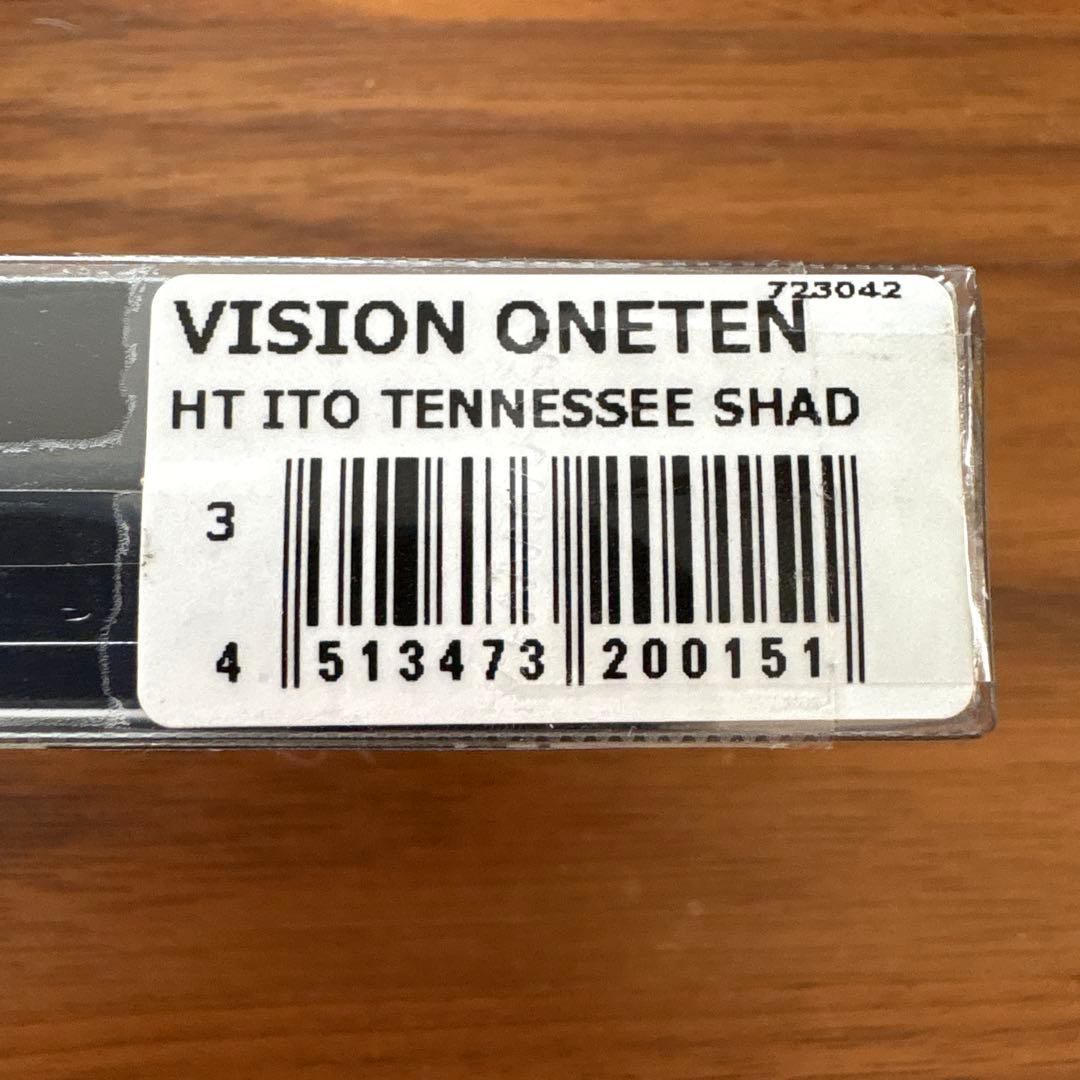 723042
VISION ONETEN
HT ITO TENNESSEE SHAD
3
4 513473 200151